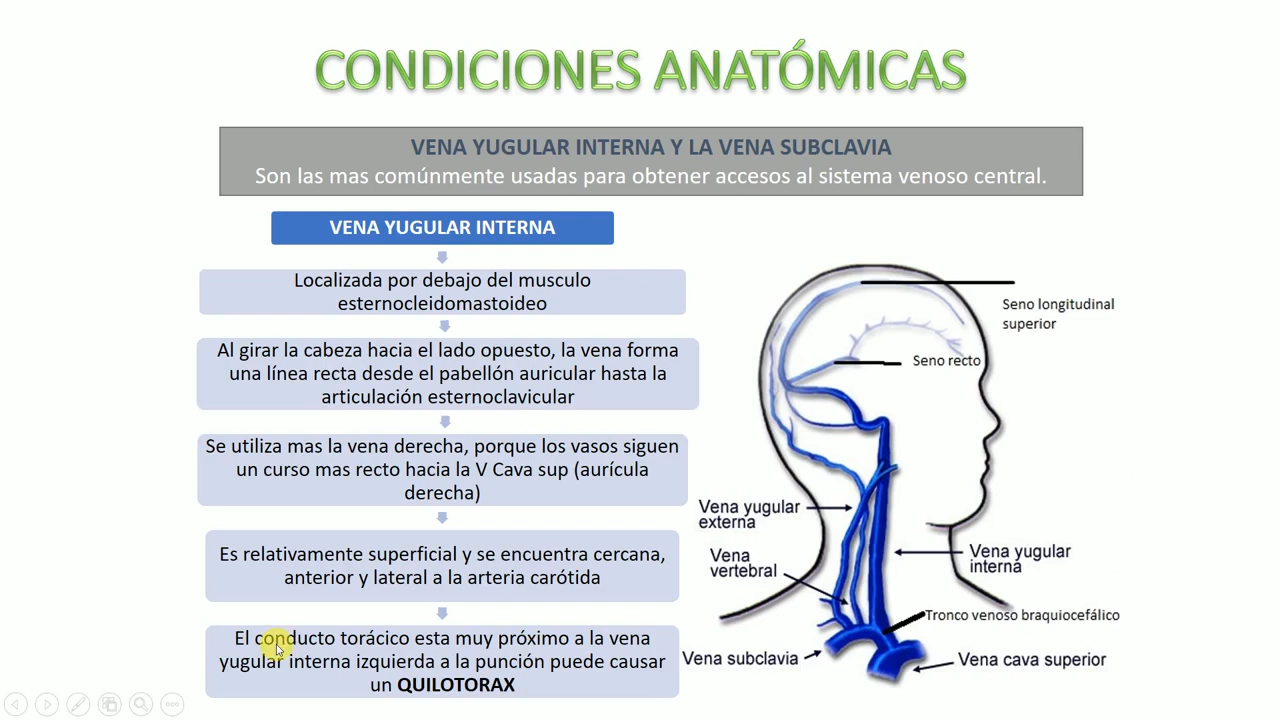 CONDICIONES ANATÓMICAS
VENA YUGULAR INTERNA Y LA VENA SUBCLAVIA
Son las mas comúnmente usadas para obtener accesos al sistema venoso central.
VENA YUGULAR INTERNA
Localizada por debajo del musculo
esternocleidomastoideo
Al girar la cabeza hacia el lado opuesto, la vena forma
una línea recta desde el pabellón auricular hasta la
articulación esternoclavicular
Se utiliza mas la vena derecha, porque los vasos siguen
un curso mas recto hacia la V Cava sup (aurícula
derecha)
Es relativamente superficial y se encuentra cercana,
anterior y lateral a la arteria carótida
El conducto torácico esta muy próximo a la vena
yugular interna izquierda a la punción puede causar
un QUILOTORAX
Seno longitudinal
superior
Seno recto
Vena yugular
externa
Vena
vertebral
Vena yugular
interna
Tronco venoso braquiocefálico
Vena subclavia
Vena cava superior